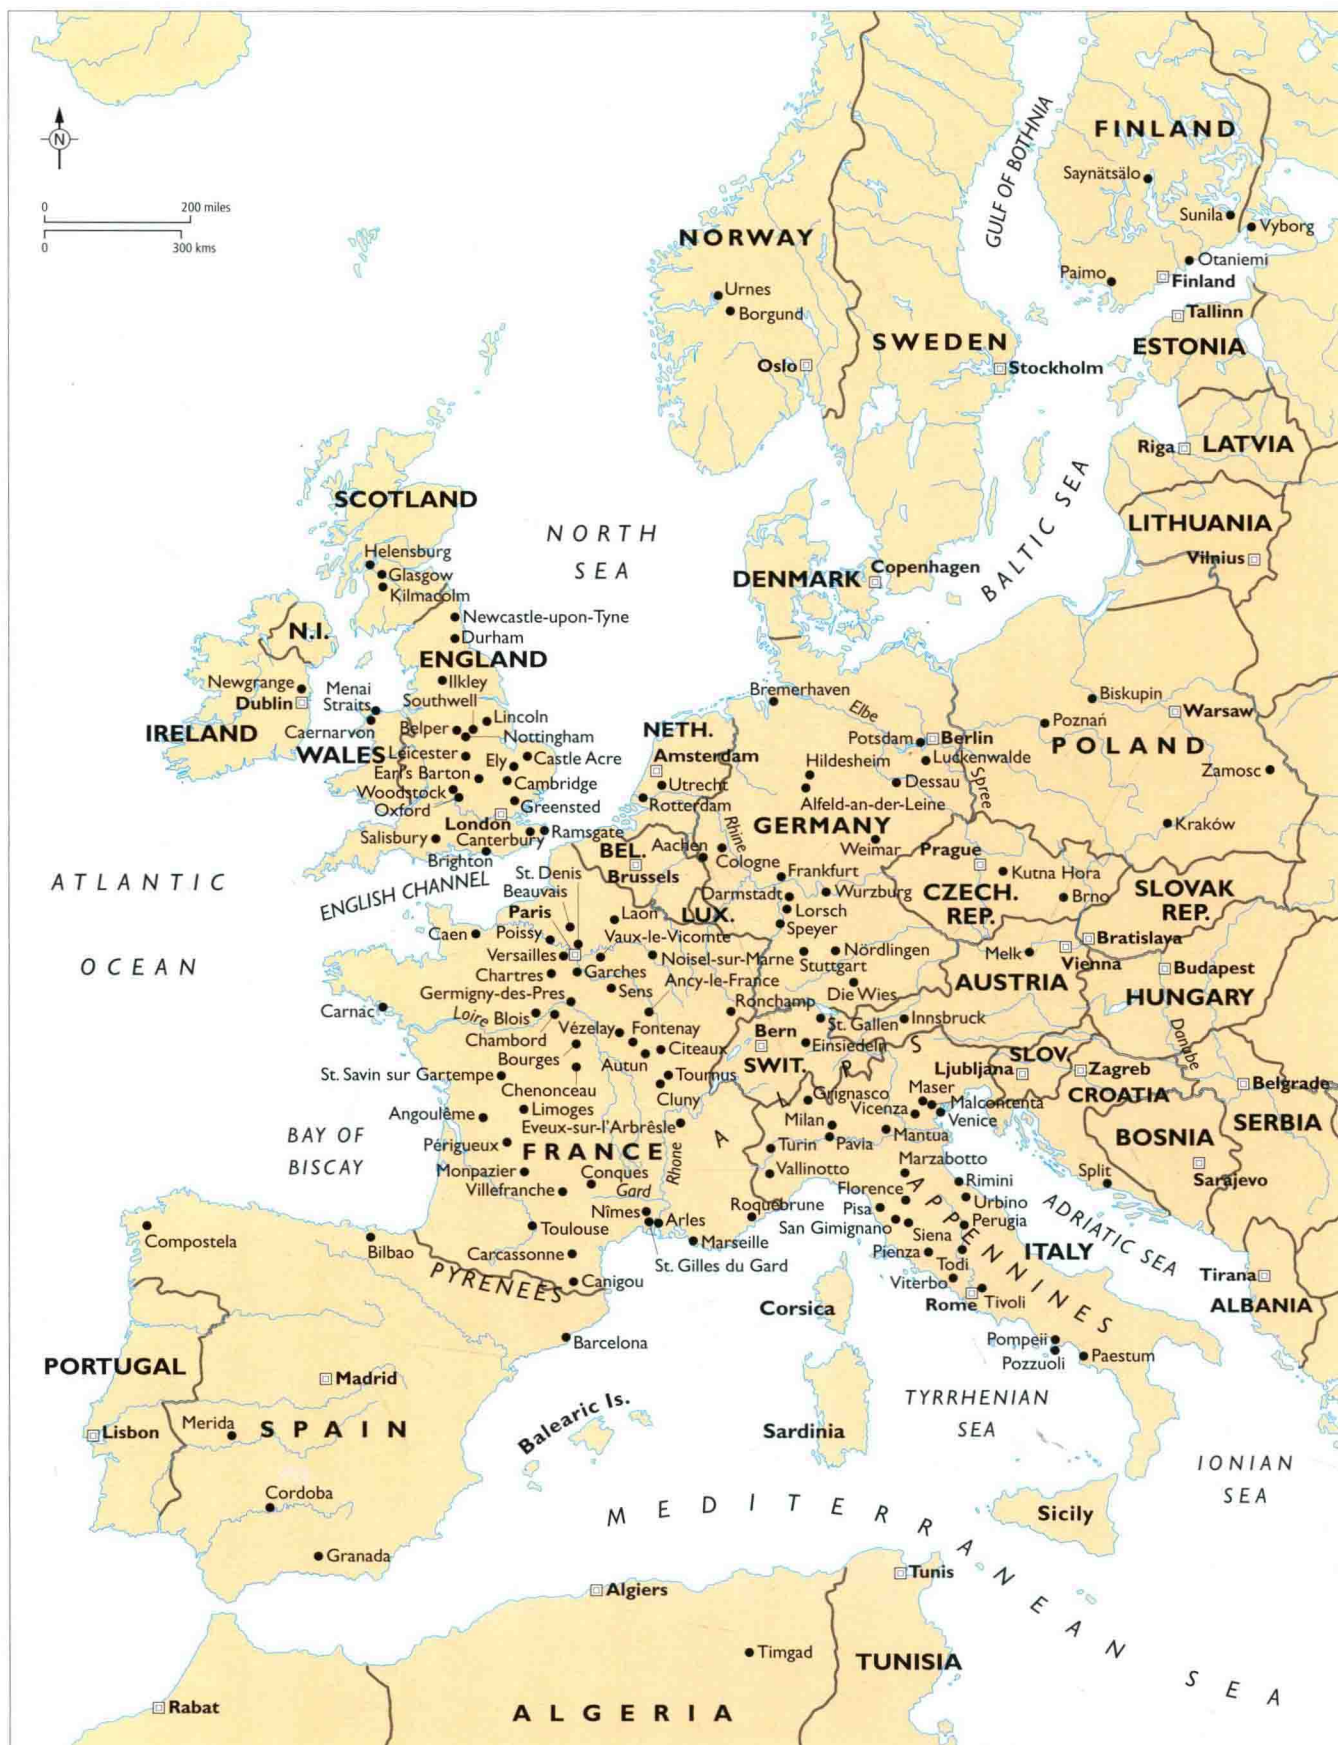 N
0 200 miles
0 300 kms
FINLAND
Saynätsälo
Sunila
Vyborg
Otaniemi
Paimo
Finland
GULF OF BOTHNIA
NORWAY
Urnes
Borgund
Oslo
SWEDEN
Stockholm
Tallinn
ESTONIA
Riga
LATVIA
LITHUANIA
Vilnius
BALTIC SEA
SCOTLAND
Helensburg
Glasgow
Kilmacolm
NORTH
SEA
DENMARK
Copenhagen
N.I.
Newcastle-upon-Tyne
Durham
ENGLAND
Ilkley
Newgrange
Dublin
IRELAND
Menai
Straits
Caernarvon
WALES
Southwell
Lincoln
Belper
Nottingham
Leicester
Ely
Castle Acre
Earl's Barton
Cambridge
Woodstock
Oxford
Greensted
London
Ramsgate
Salisbury
Canterbury
Brighton
ENGLISH CHANNEL
ATLANTIC
OCEAN
NETH.
Amsterdam
Utrecht
Rotterdam
BEL.
Brussels
LUX.
Bremerhaven
Elbe
Potsdam
Berlin
Luckenwalde
Hildesheim
Dessau
Spree
Alfeld-an-der-Leine
Rhine
GERMANY
Weimar
Aachen
Cologne
Frankfurt
Darmstadt
Wurzburg
Lorsch
Speyer
Nördlingen
Stuttgart
Die Wies
Biskupin
Poznań
Warsaw
POLAND
Zamosc
Kraków
Prague
Kutna Hora
CZECH.
REP.
Brno
SLOVAK
REP.
Bratislava
Melk
Vienna
AUSTRIA
Innsbruck
Budapest
HUNGARY
Danube
St. Denis
Beauvais
Paris
Laon
Caen
Poissy
Vaux-le-Vicomte
Versailles
Noisel-sur-Marne
Chartres
Garches
Ancy-le-France
Germigny-des-Pres
Sens
Ronchamp
Carnac
Loire
Blois
Vézelay
Fontenay
Chambord
Citeaux
Bourges
Autun
St. Savin sur Gartempe
Tournus
Chenonceau
Cluny
Limoges
Angoulême
Eveux-sur-l'Arbrêsle
Périgueux
FRANCE
Rhone
Monpazier
Conques
Villefranche
Gard
Nîmes
Arles
Toulouse
Marseille
Carcassonne
St. Gilles du Gard
Canigou
Roquebrune
BAY OF
BISCAY
PYRENEES
Bern
St. Gallen
Einsiedeln
SWIT.
ALPS
SLOV.
Ljubljana
Zagreb
CROATIA
Belgrade
SERBIA
BOSNIA
Sarajevo
Split
Grignasco
Maser
Milan
Vicenza
Malcontenta
Venice
Turin
Pavia
Mantua
Vallinotto
Marzabotto
Florence
Rimini
Pisa
Urbino
San Gimignano
Siena
Perugia
Pienza
Todi
ITALY
APPENNINES
ADRIATIC SEA
Viterbo
Rome
Tivoli
Pompeii
Pozzuoli
Paestum
Tirana
ALBANIA
Corsica
Sardinia
TYRRHENIAN
SEA
IONIAN
SEA
Sicily
Compostela
Bilbao
Barcelona
PORTUGAL
Madrid
Lisbon
Merida
SPAIN
Cordoba
Granada
Balearic Is.
MEDITERRANEAN SEA
Algiers
Tunis
Timgad
TUNISIA
Rabat
ALGERIA